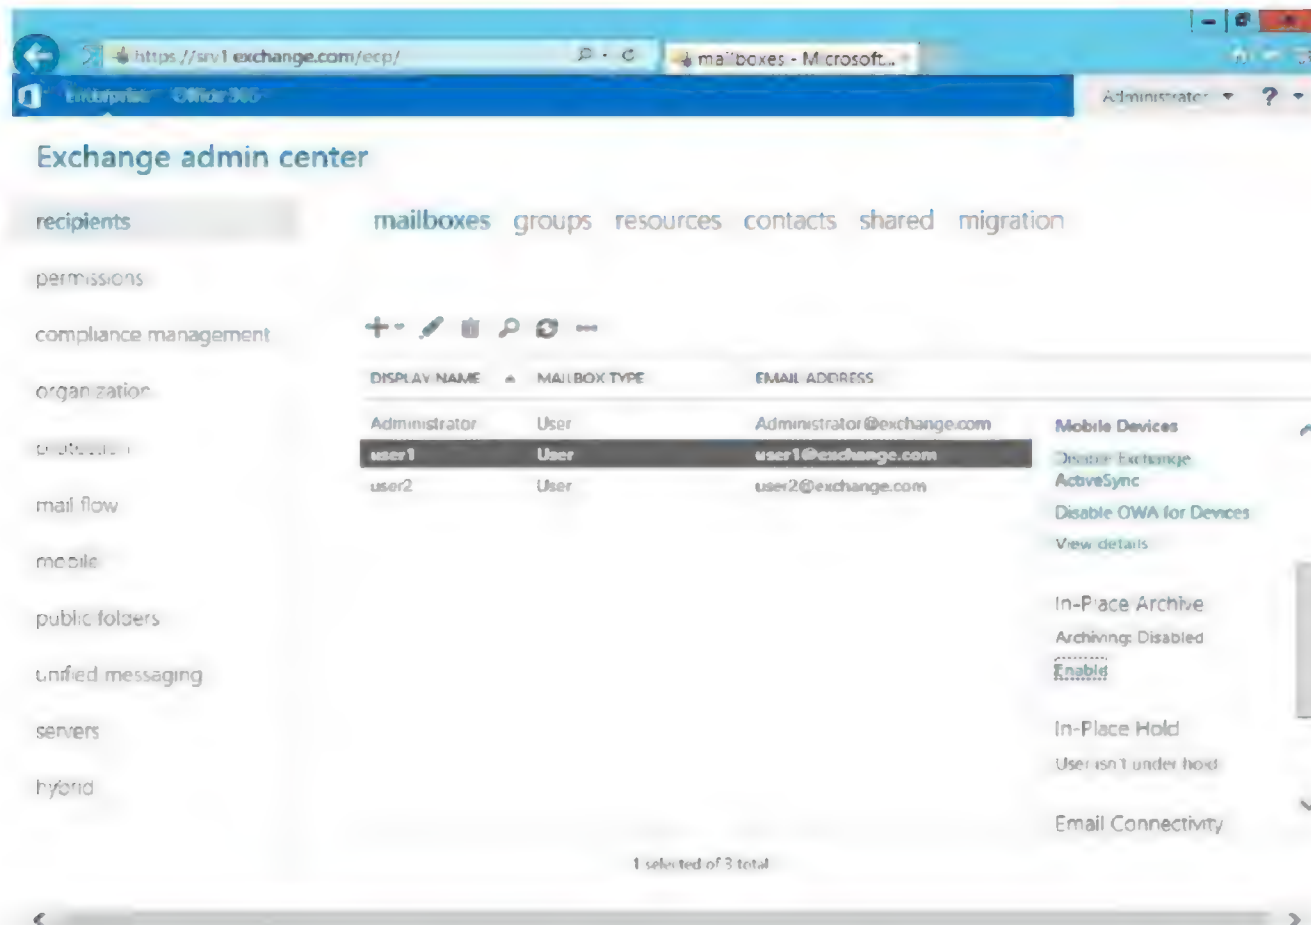 https://srv1.exchange.com/ecp/
mailboxes - Microsoft...
Enterprise Office 365
Administrator ?
Exchange admin center
recipients
permissions
compliance management
organization
protection
mail flow
mobile
public folders
unified messaging
servers
hybrid
mailboxes groups resources contacts shared migration
DISPLAY NAME MAILBOX TYPE EMAIL ADDRESS
Administrator User Administrator@exchange.com
user1 User user1@exchange.com
user2 User user2@exchange.com
1 selected of 3 total
Mobile Devices
Disable Exchange
ActiveSync
Disable OWA for Devices
View details
In-Place Archive
Archiving: Disabled
Enable
In-Place Hold
User isn't under hold
Email Connectivity